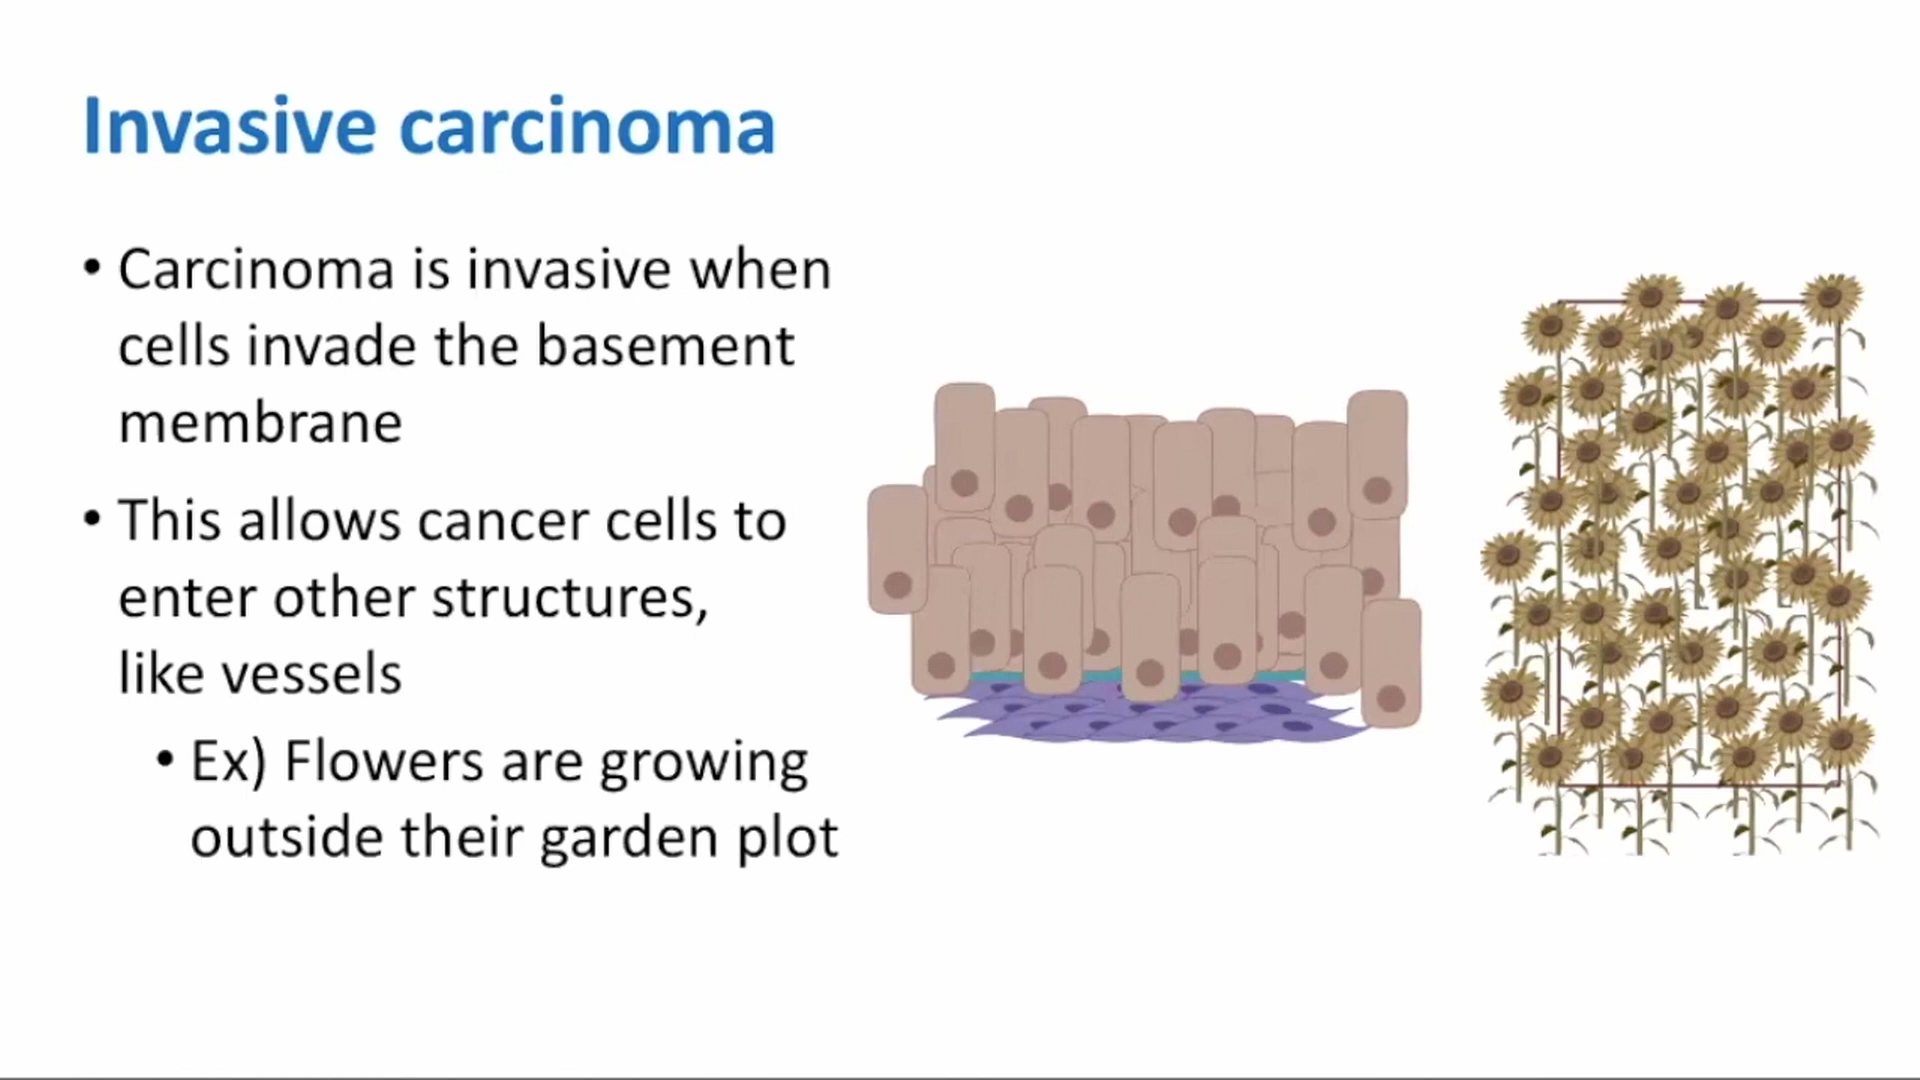 Invasive carcinoma
• Carcinoma is invasive when
cells invade the basement
membrane
• This allows cancer cells to
enter other structures,
like vessels
• Ex) Flowers are growing
outside their garden plot